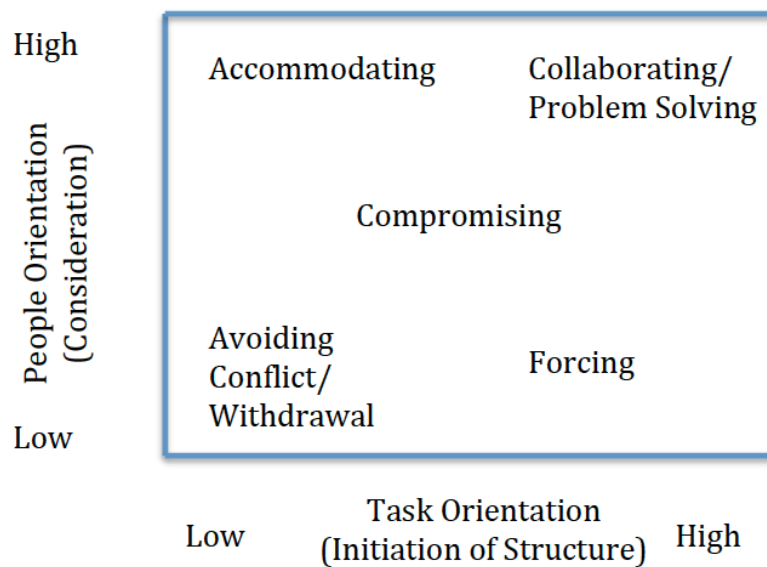 High
Accommodating
Collaborating/
Problem Solving
People Orientation
(Consideration)
Compromising
Avoiding
Conflict/
Withdrawal
Forcing
Low
Low
Task Orientation
(Initiation of Structure)
High